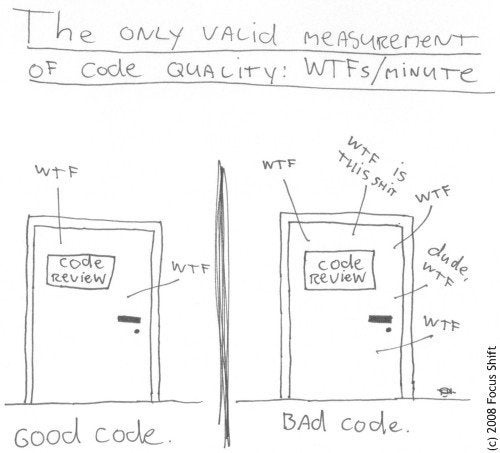 The ONLY VALID MEASUREMENT
OF Code QUALITY: WTFs/MINUTE
WTF
code
REVIEW
WTF
Good code.
WTF
WTF is
THIS SHIT
WTF
code
REVIEW
dude,
WTF
WTF
BAd code.
(c) 2008 Focus Shift